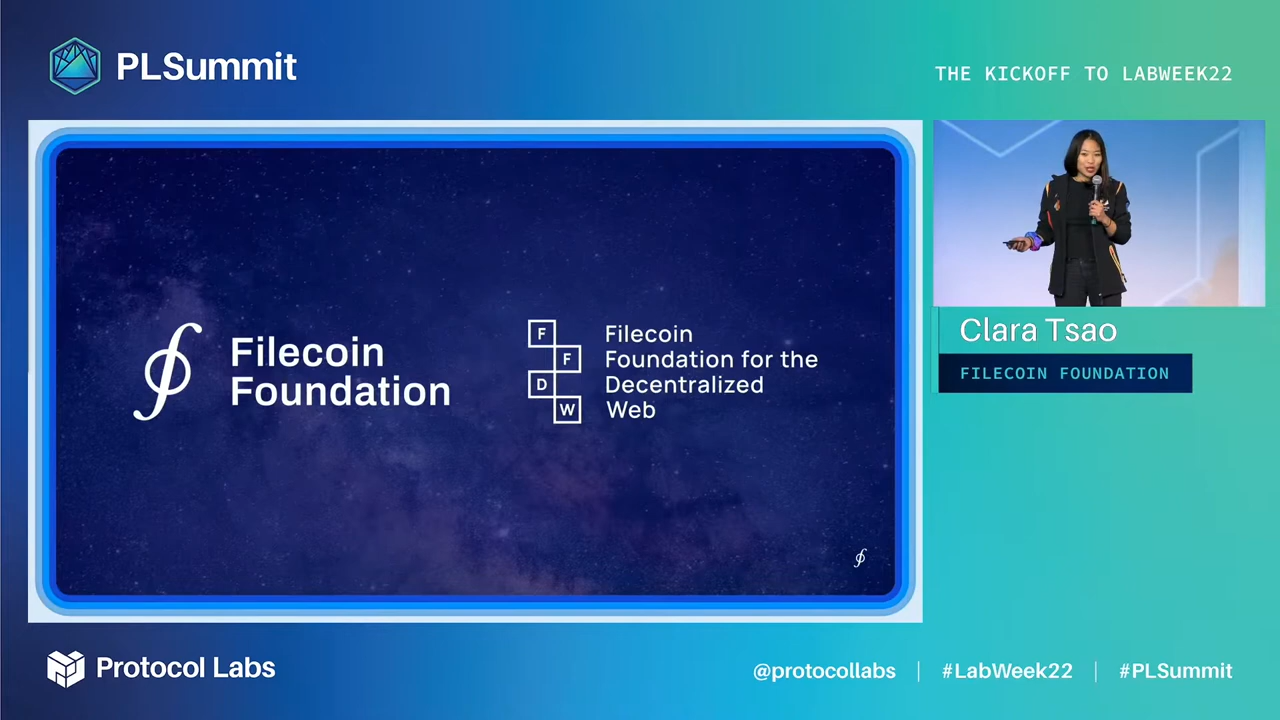 PLSummit
THE KICKOFF TO LABWEEK22
Filecoin
Foundation
F
F
D
W
Filecoin
Foundation for the
Decentralized
Web
Clara Tsao
FILECOIN FOUNDATION
Protocol Labs
@protocollabs | #LabWeek22 | #PLSummit